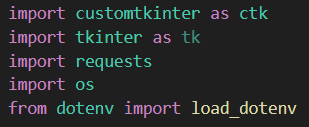 import customtkinter as ctk
import tkinter as tk
import requests
import os
from dotenv import load_dotenv